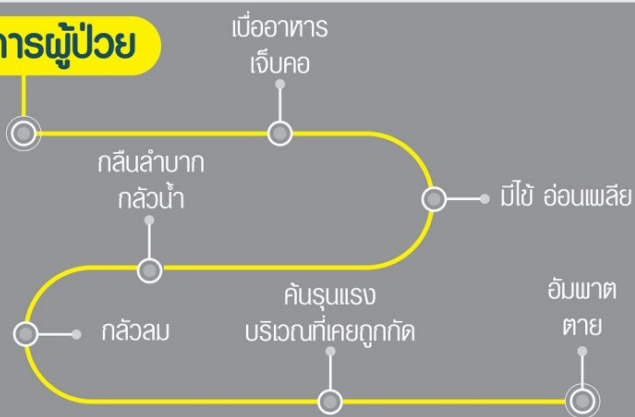 การผู้ป่วย
เบื่ออาหาร
เจ็บคอ
มีไข้ อ่อนเพลีย
กลืนลำบาก
กลัวน้ำ
กลัวลม
คันรุนแรง
บริเวณที่เคยถูกกัด
อัมพาต
ตาย